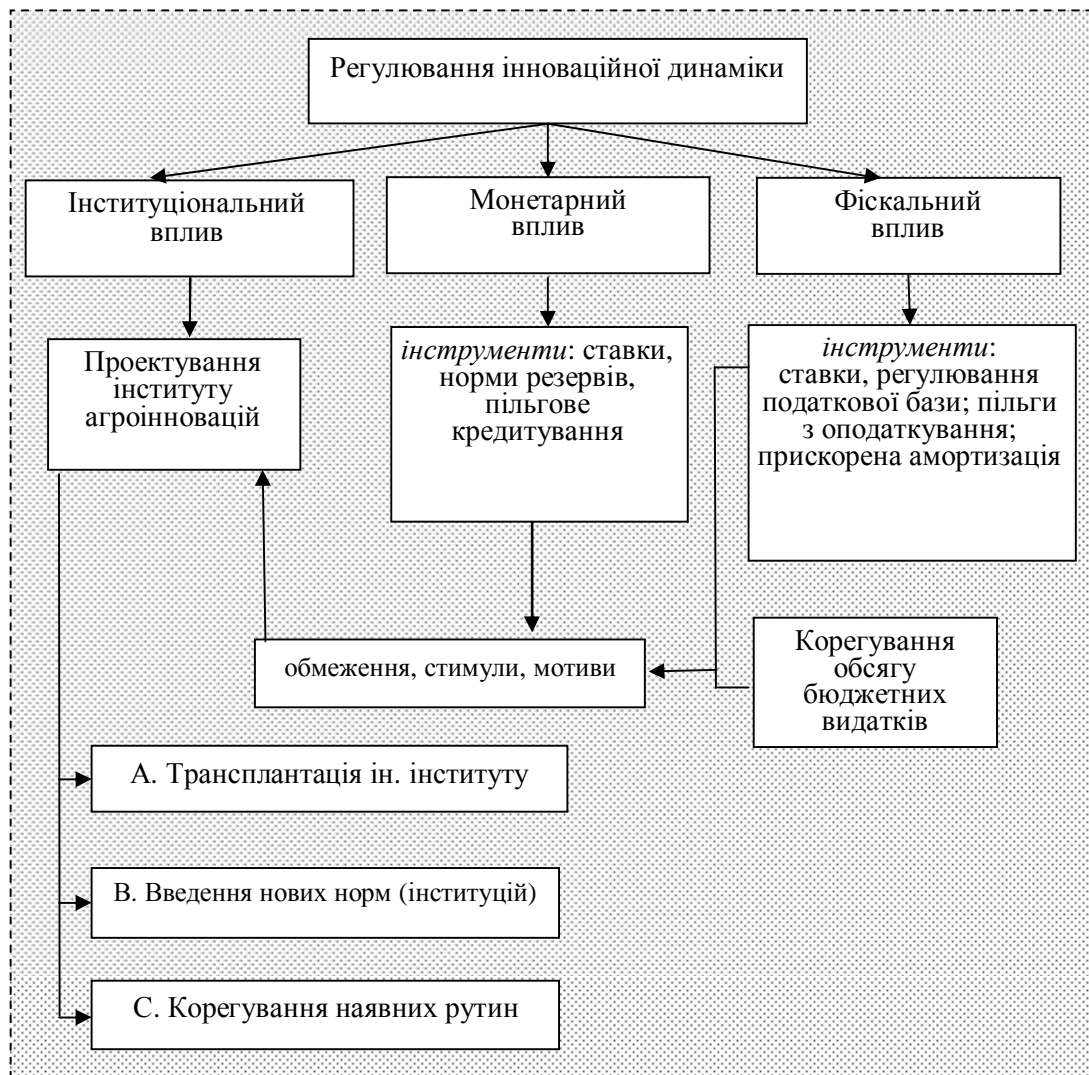 Регулювання інноваційної динаміки
Інституціональний
вплив
Монетарний
вплив
Фіскальний
вплив
Проектування
інституту
агроінновацій
інструменти: ставки,
норми резервів,
пільгове
кредитування
інструменти:
ставки, регулювання
податкової бази; пільги
з оподаткування;
прискорена амортизація
обмеження, стимули, мотиви
Корегування
обсягу
бюджетних
видатків
А. Трансплантація ін. інституту
В. Введення нових норм (інституцій)
С. Корегування наявних рутин